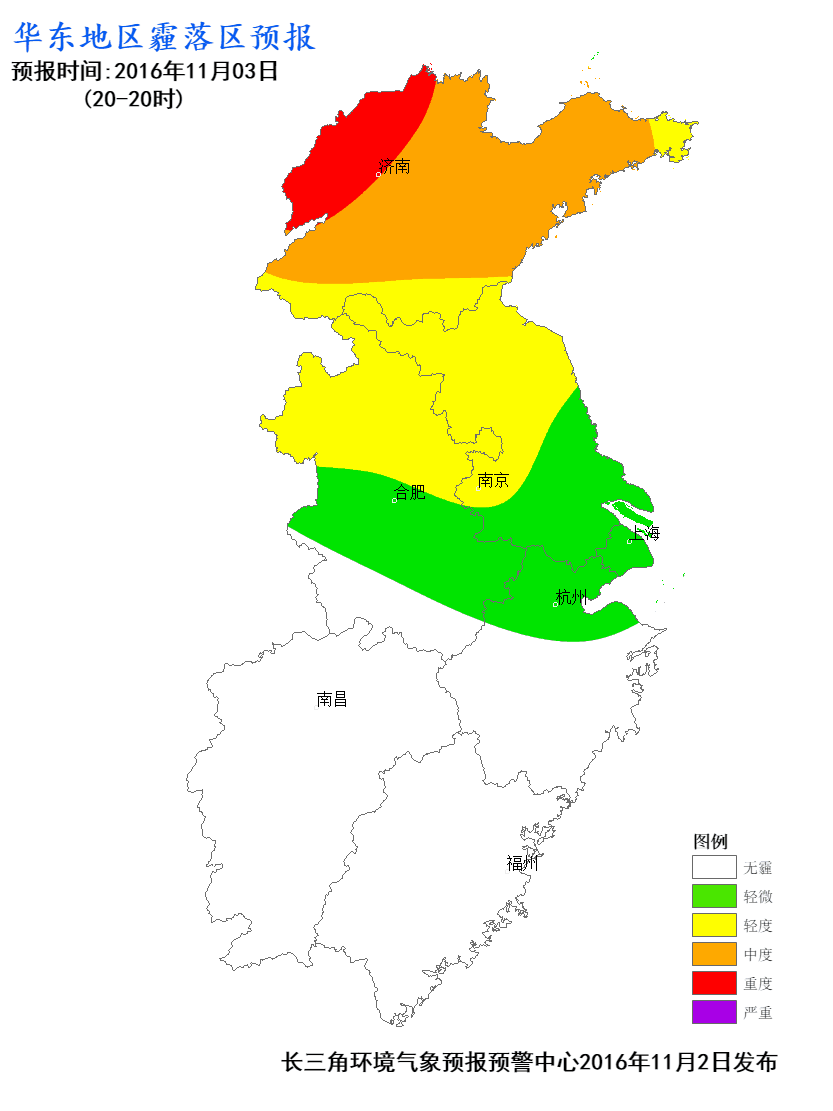 华东地区霾落区预报
预报时间:2016年11月03日
(20-20时)
济南
南京
合肥
上海
杭州
南昌
福州
图例
无霾
轻微
轻度
中度
重度
严重
长三角环境气象预报预警中心2016年11月2日发布